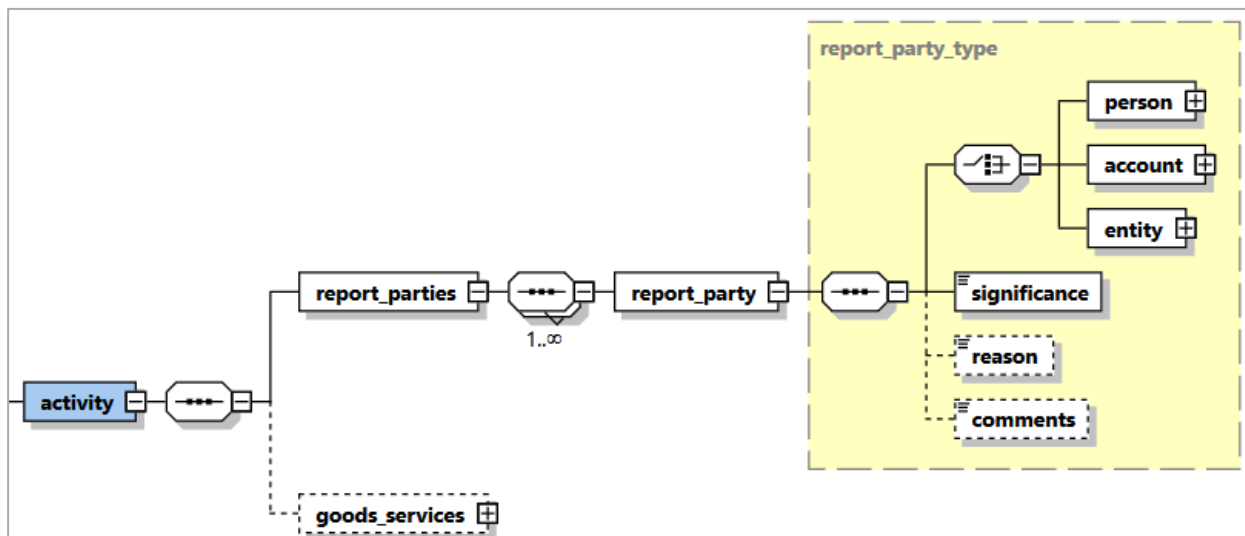 report_party_type
person
account
entity
report_parties
1..∞
report_party
significance
reason
comments
activity
goods_services